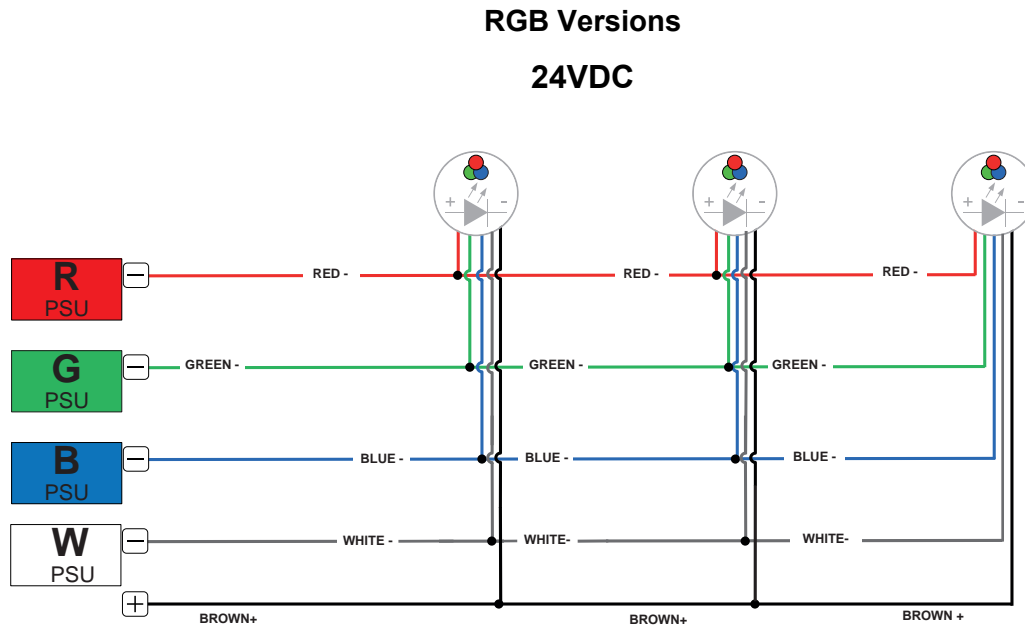 RGB Versions
24VDC
+ -
+ -
+ -
R
PSU
−
RED -
RED -
RED -
G
PSU
−
GREEN -
GREEN -
GREEN -
B
PSU
−
BLUE -
BLUE -
BLUE -
W
PSU
−
WHITE -
WHITE-
WHITE-
+
BROWN+
BROWN+
BROWN +